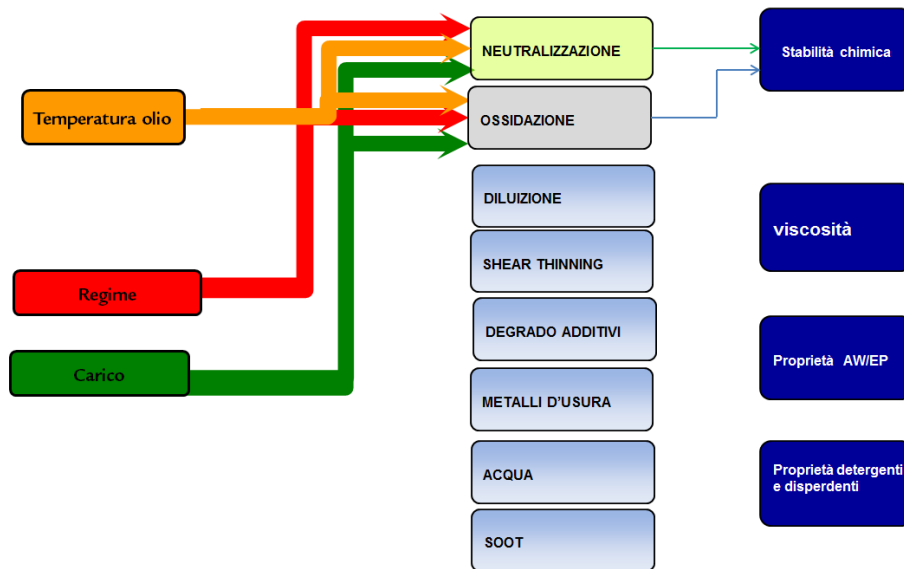 Temperatura olio
Regime
Carico
NEUTRALIZZAZIONE
OSSIDAZIONE
DILUIZIONE
SHEAR THINNING
DEGRADO ADDITIVI
METALLI D'USURA
ACQUA
SOOT
Stabilità chimica
viscosità
Proprietà AW/EP
Proprietà detergenti
e disperdenti